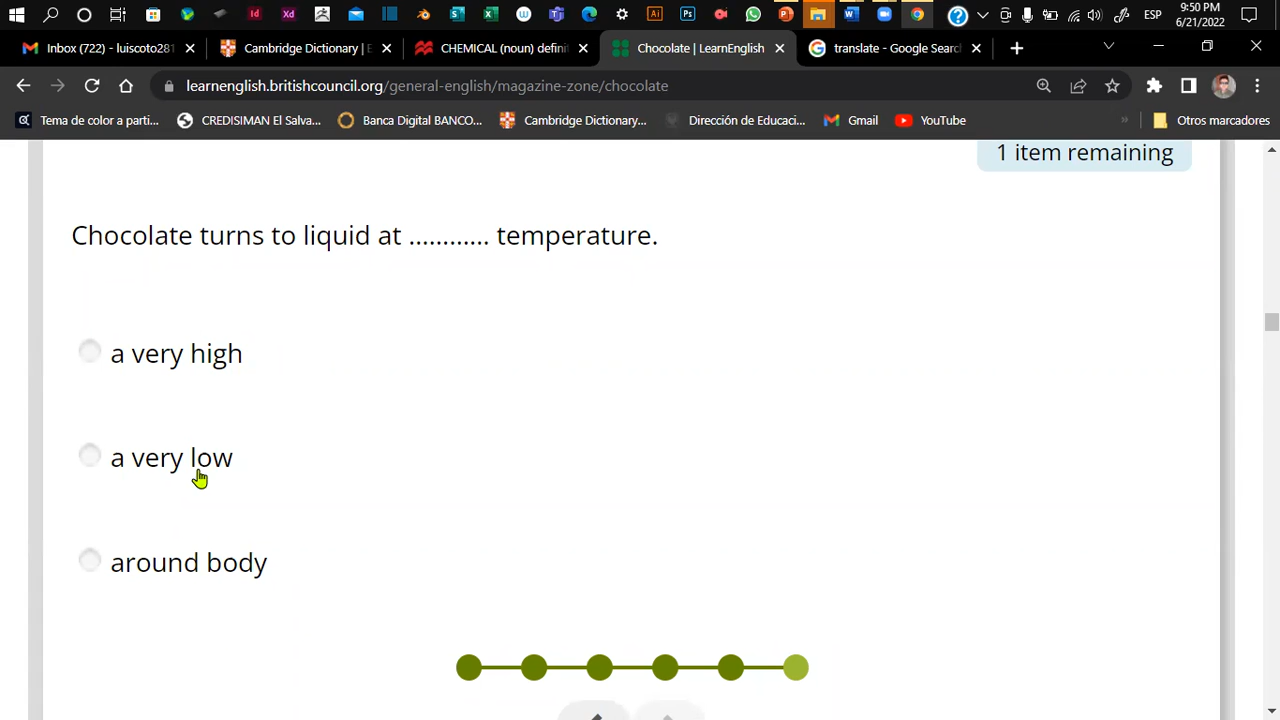 9:50 PM
ESP
6/21/2022
Inbox (722) - luiscoto281
Cambridge Dictionary | E
CHEMICAL (noun) defini
Chocolate | LearnEnglish
translate - Google Searc
learnenglish.britishcouncil.org/general-english/magazine-zone/chocolate
Tema de color a parti...
CREDISIMAN El Salva...
Banca Digital BANCO...
Cambridge Dictionary...
Dirección de Educaci...
Gmail
YouTube
Otros marcadores
1 item remaining
Chocolate turns to liquid at ............ temperature.
a very high
a very low
around body